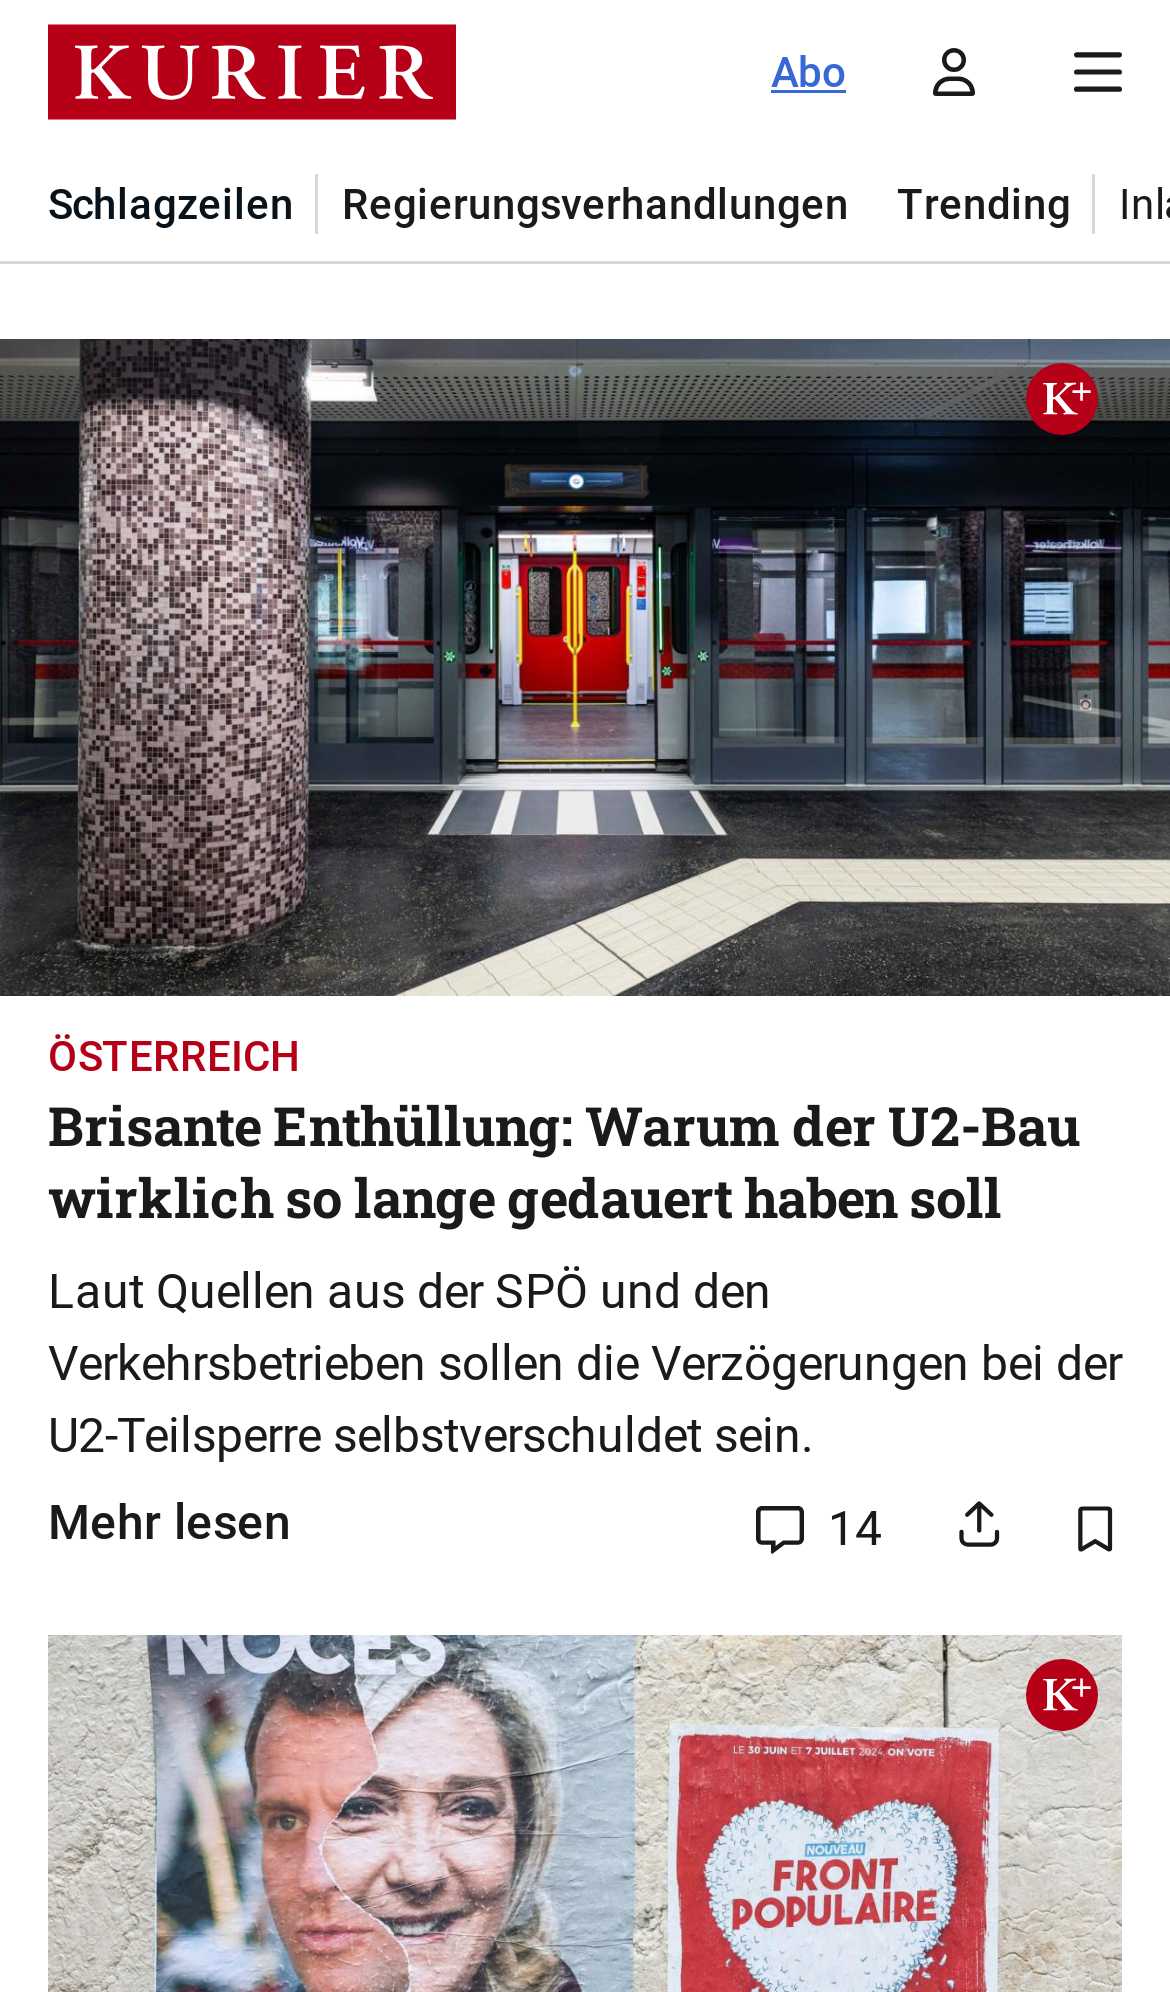 KURIER
Abo
Schlagzeilen
Regierungsverhandlungen
Trending
Inla
K+
Volkstheater
ÖSTERREICH
Brisante Enthüllung: Warum der U2-Bau
wirklich so lange gedauert haben soll
Laut Quellen aus der SPÖ und den
Verkehrsbetrieben sollen die Verzögerungen bei der
U2-Teilsperre selbstverschuldet sein.
Mehr lesen
14
NOCES
K+
LE 30 JUIN ET 7 JUILLET 2024, ON VOTE
NOUVEAU
FRONT
POPULAIRE